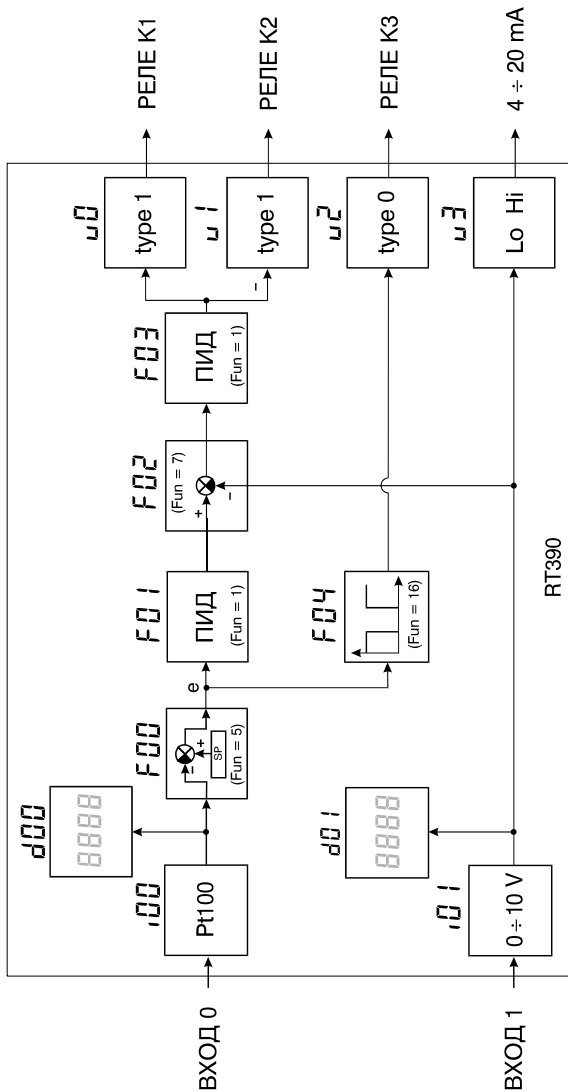 d00
8888
ВХОД 0
i00
Pt100
F00
SP
+
−
(Fun = 5)
e
F01
ПИД
(Fun = 1)
F02
(Fun = 7)
+
−
F03
ПИД
(Fun = 1)
u0
type 1
РЕЛЕ К1
−
u1
type 1
РЕЛЕ К2
F04
(Fun = 16)
u2
type 0
РЕЛЕ К3
d01
8888
ВХОД 1
i01
0 ÷ 10 V
u3
Lo Hi
4 ÷ 20 mA
RT390